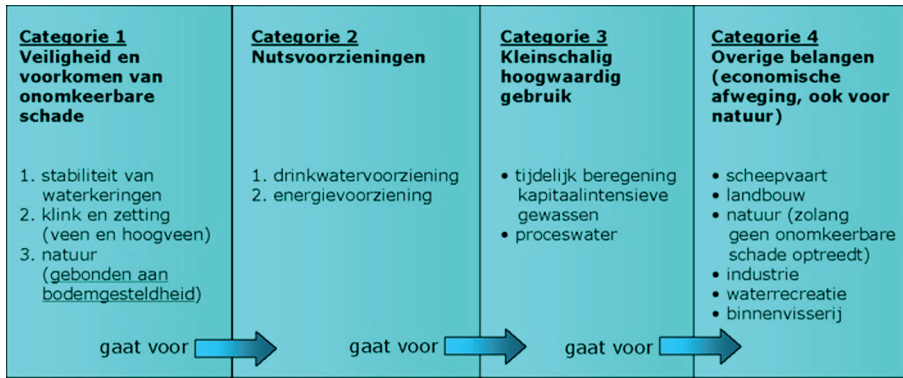 Categorie 1
Veiligheid en
voorkomen van
onomkeerbare
schade
1. stabiliteit van
waterkeringen
2. klink en zetting
(veen en hoogveen)
3. natuur
(gebonden aan
bodemgesteldheid)
gaat voor
Categorie 2
Nutsvoorzieningen
1. drinkwatervoorziening
2. energievoorziening
gaat voor
Categorie 3
Kleinschalig
hoogwaardig
gebruik
• tijdelijk beregening
kapitaalintensieve
gewassen
• proceswater
gaat voor
Categorie 4
Overige belangen
(economische
afweging, ook voor
natuur)
• scheepvaart
• landbouw
• natuur (zolang
geen onomkeerbare
schade optreedt)
• industrie
• waterrecreatie
• binnenvisserij